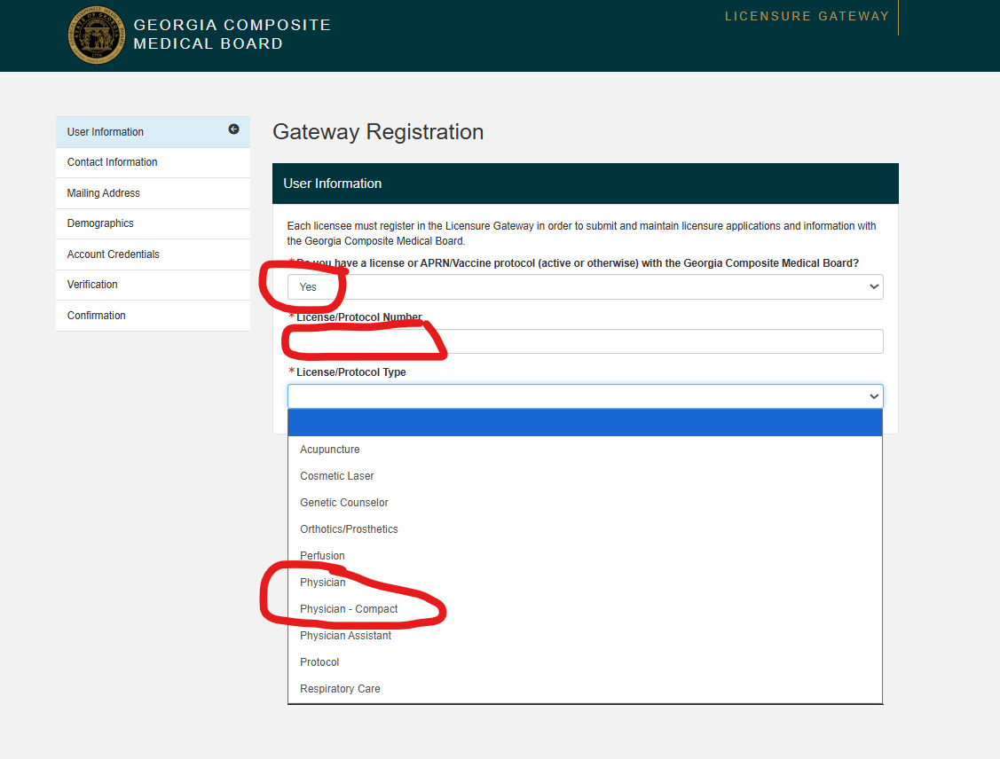 GEORGIA COMPOSITE
MEDICAL BOARD
LICENSURE GATEWAY
User Information
Contact Information
Mailing Address
Demographics
Account Credentials
Verification
Confirmation
Gateway Registration
User Information
Each licensee must register in the Licensure Gateway in order to submit and maintain licensure applications and information with
the Georgia Composite Medical Board.
*Do you have a license or APRN/Vaccine protocol (active or otherwise) with the Georgia Composite Medical Board?
Yes
*License/Protocol Number
*License/Protocol Type
Acupuncture
Cosmetic Laser
Genetic Counselor
Orthotics/Prosthetics
Perfusion
Physician
Physician - Compact
Physician Assistant
Protocol
Respiratory Care